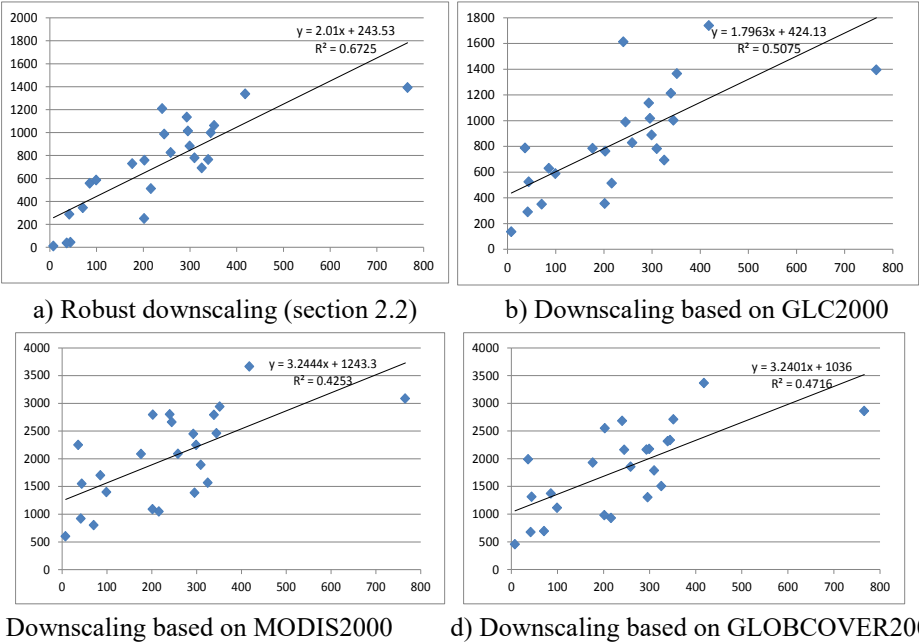 2000
1800
1600
1400
1200
1000
800
600
400
200
0
y = 2.01x + 243.53
R² = 0.6725
0 100 200 300 400 500 600 700 800
1800
1600
1400
1200
1000
800
600
400
200
0
y = 1.7963x + 424.13
R² = 0.5075
0 100 200 300 400 500 600 700 800
a) Robust downscaling (section 2.2)
b) Downscaling based on GLC2000
4000
3500
3000
2500
2000
1500
1000
500
0
y = 3.2444x + 1243.3
R² = 0.4253
0 100 200 300 400 500 600 700 800
4000
3500
3000
2500
2000
1500
1000
500
0
y = 3.2401x + 1036
R² = 0.4716
0 100 200 300 400 500 600 700 800
Downscaling based on MODIS2000
d) Downscaling based on